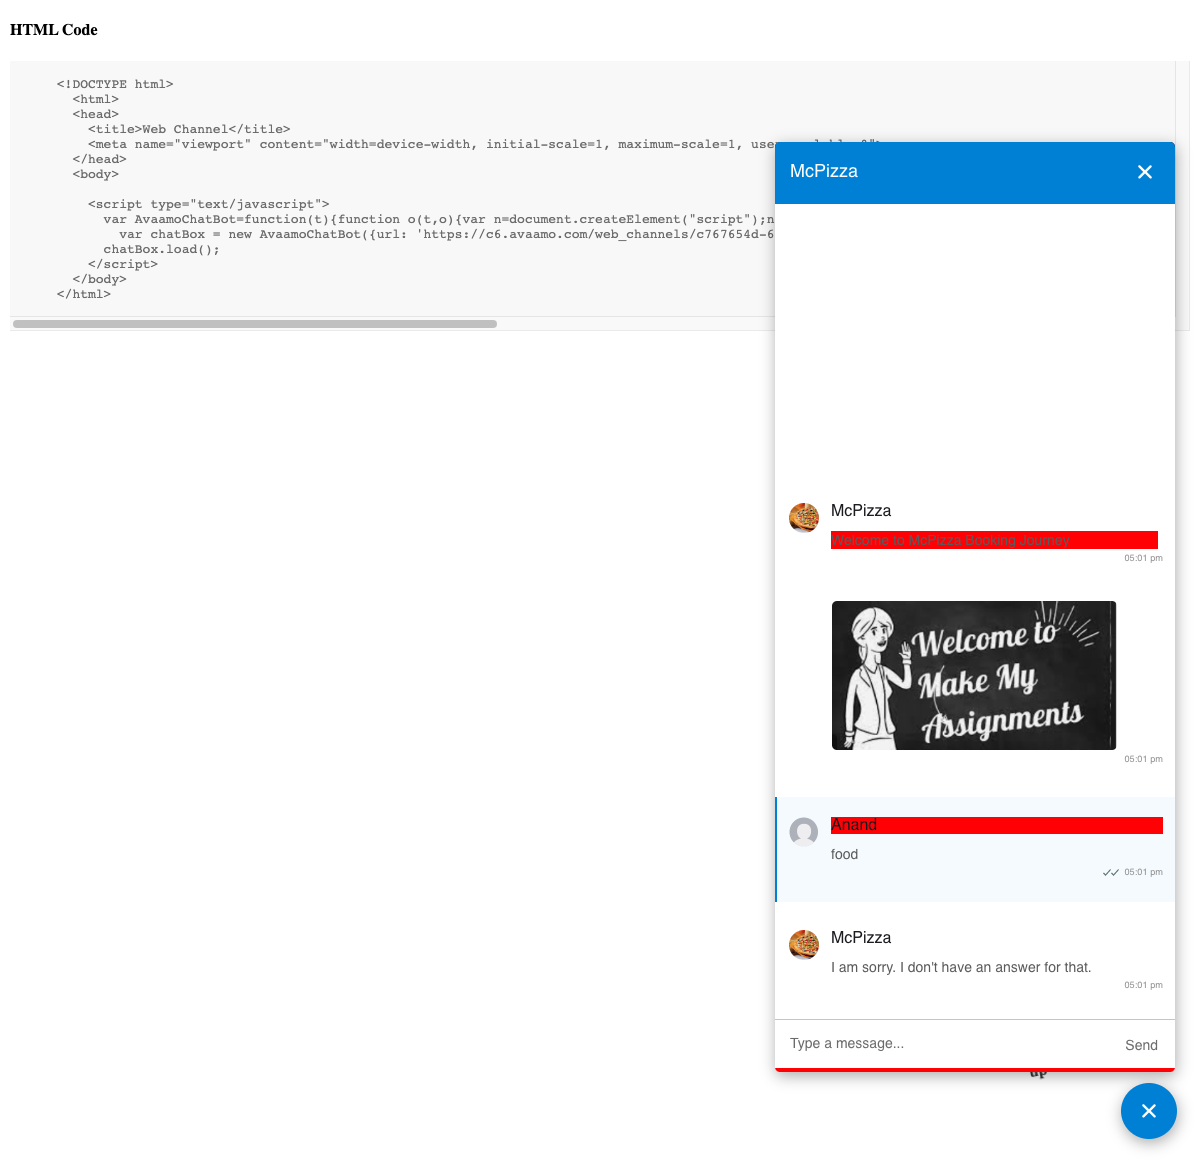 HTML Code
<!DOCTYPE html>
<html>
<head>
<title>Web Channel</title>
<meta name="viewport" content="width=device-width, initial-scale=1, maximum-scale=1,
</head>
<body>
<script type="text/javascript">
var AvaamoChatBot=function(t){function o(t,o){var n=document.createElement("script");n
var chatBox = new AvaamoChatBot({url: 'https://c6.avaamo.com/web_channels/c767654d-6
chatBox.load();
</script>
</body>
</html>
McPizza
McPizza
Welcome to McPizza Booking Journey
05:01 pm
Welcome to
Make My
Assignments
05:01 pm
Anand
food
05:01 pm
McPizza
I am sorry. I don't have an answer for that.
05:01 pm
Type a message...
Send
up